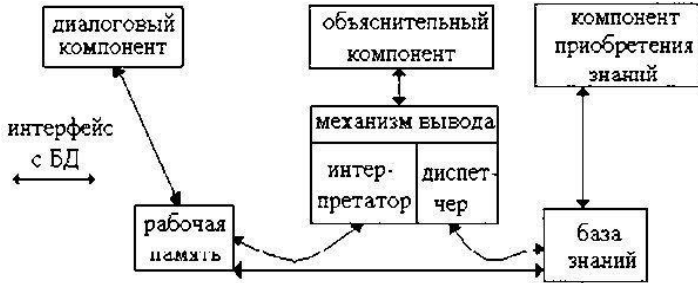 диалоговый
компонент
объяснительный
компонент
компонент
приобретения
знаний
интерфейс
с БД
механизм вывода
интер-
претатор
диспет-
чер
рабочая
память
база
знаний